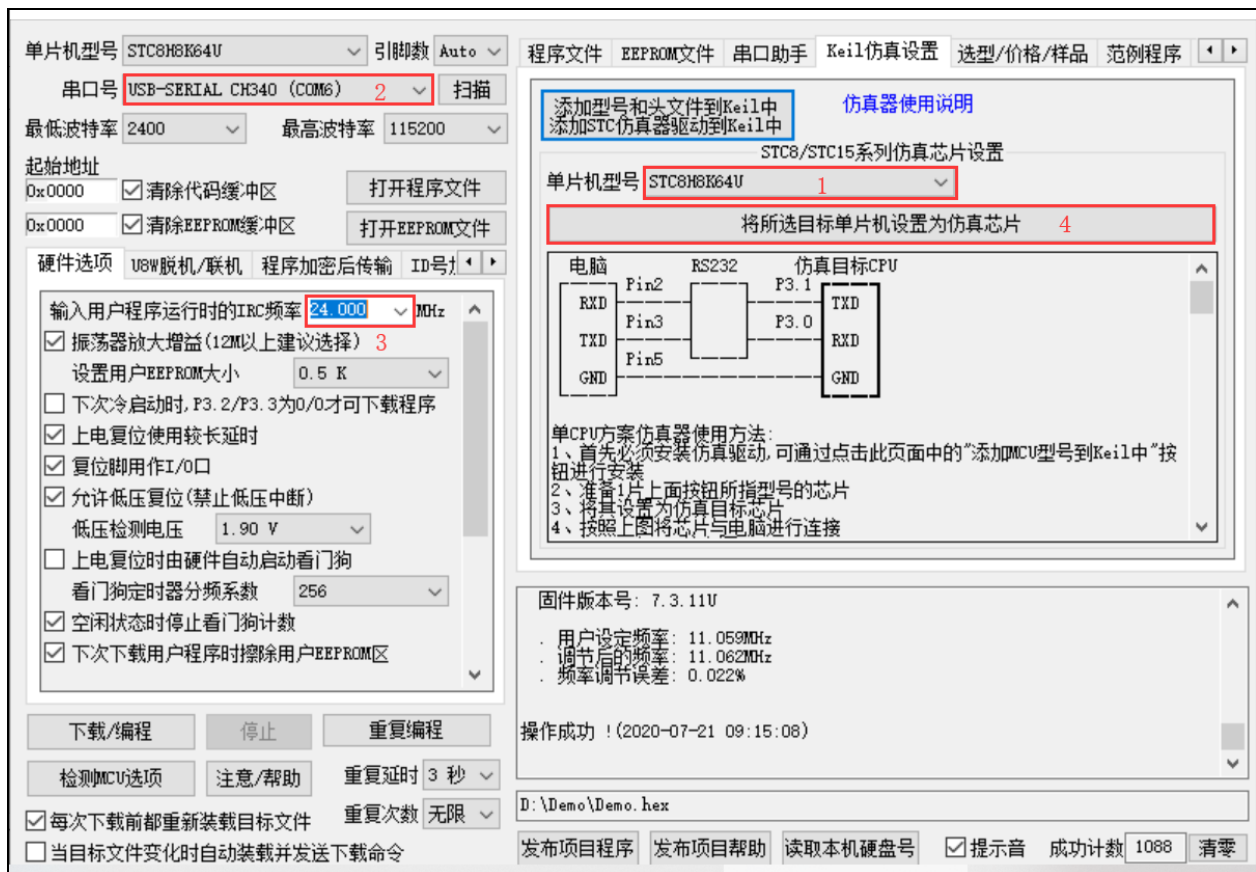 单片机型号 STC8H8K64U 引脚数 Auto
串口号 USB-SERIAL CH340 (COM6) 2 扫描
最低波特率 2400 最高波特率 115200
起始地址
0x0000 清除代码缓冲区 打开程序文件
0x0000 清除EEPROM缓冲区 打开EEPROM文件
硬件选项 U8W脱机/联机 程序加密后传输 ID号
输入用户程序运行时的IRC频率 24.000 MHz
振荡器放大增益(12M以上建议选择) 3
设置用户EEPROM大小 0.5 K
下次冷启动时,P3.2/P3.3为0/0才可下载程序
上电复位使用较长延时
复位脚用作I/O口
允许低压复位(禁止低压中断)
低压检测电压 1.90 V
上电复位时由硬件自动启动看门狗
看门狗定时器分频系数 256
空闲状态时停止看门狗计数
下次下载用户程序时擦除用户EEPROM区
下载/编程 停止 重复编程
检测MCU选项 注意/帮助 重复延时 3 秒
每次下载前都重新装载目标文件 重复次数 无限
当目标文件变化时自动装载并发送下载命令
程序文件 EEPROM文件 串口助手 Keil仿真设置 选型/价格/样品 范例程序
添加型号和头文件到Keil中
添加STC仿真器驱动到Keil中
仿真器使用说明
STC8/STC15系列仿真芯片设置
单片机型号 STC8H8K64U 1
将所选目标单片机设置为仿真芯片 4
电脑 RS232 仿真目标CPU
Pin2 P3.1
RXD TXD
Pin3 P3.0
TXD RXD
Pin5
GND GND
单CPU方案仿真器使用方法:
1、首先必须安装仿真驱动,可通过点击此页面中的"添加MCU型号到Keil中"按
钮进行安装
2、准备1片上面按钮所指型号的芯片
3、将其设置为仿真目标芯片
4、按照上图将芯片与电脑进行连接
固件版本号: 7.3.11U
. 用户设定频率: 11.059MHz
. 调节后的频率: 11.062MHz
. 频率调节误差: 0.022%
操作成功 !(2020-07-21 09:15:08)
D:\Demo\Demo.hex
发布项目程序 发布项目帮助 读取本机硬盘号 提示音 成功计数 1088 清零